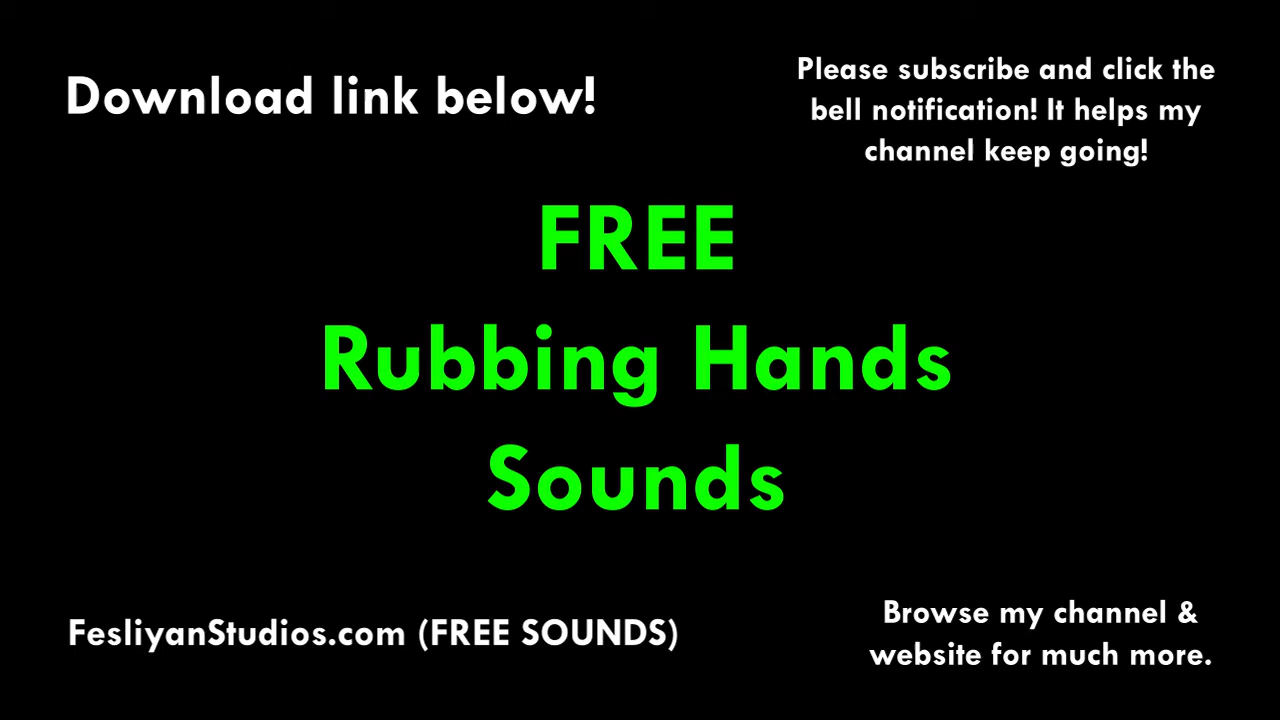 Download link below!
Please subscribe and click the
bell notification! It helps my
channel keep going!
FREE
Rubbing Hands
Sounds
FesliyanStudios.com (FREE SOUNDS)
Browse my channel &
website for much more.